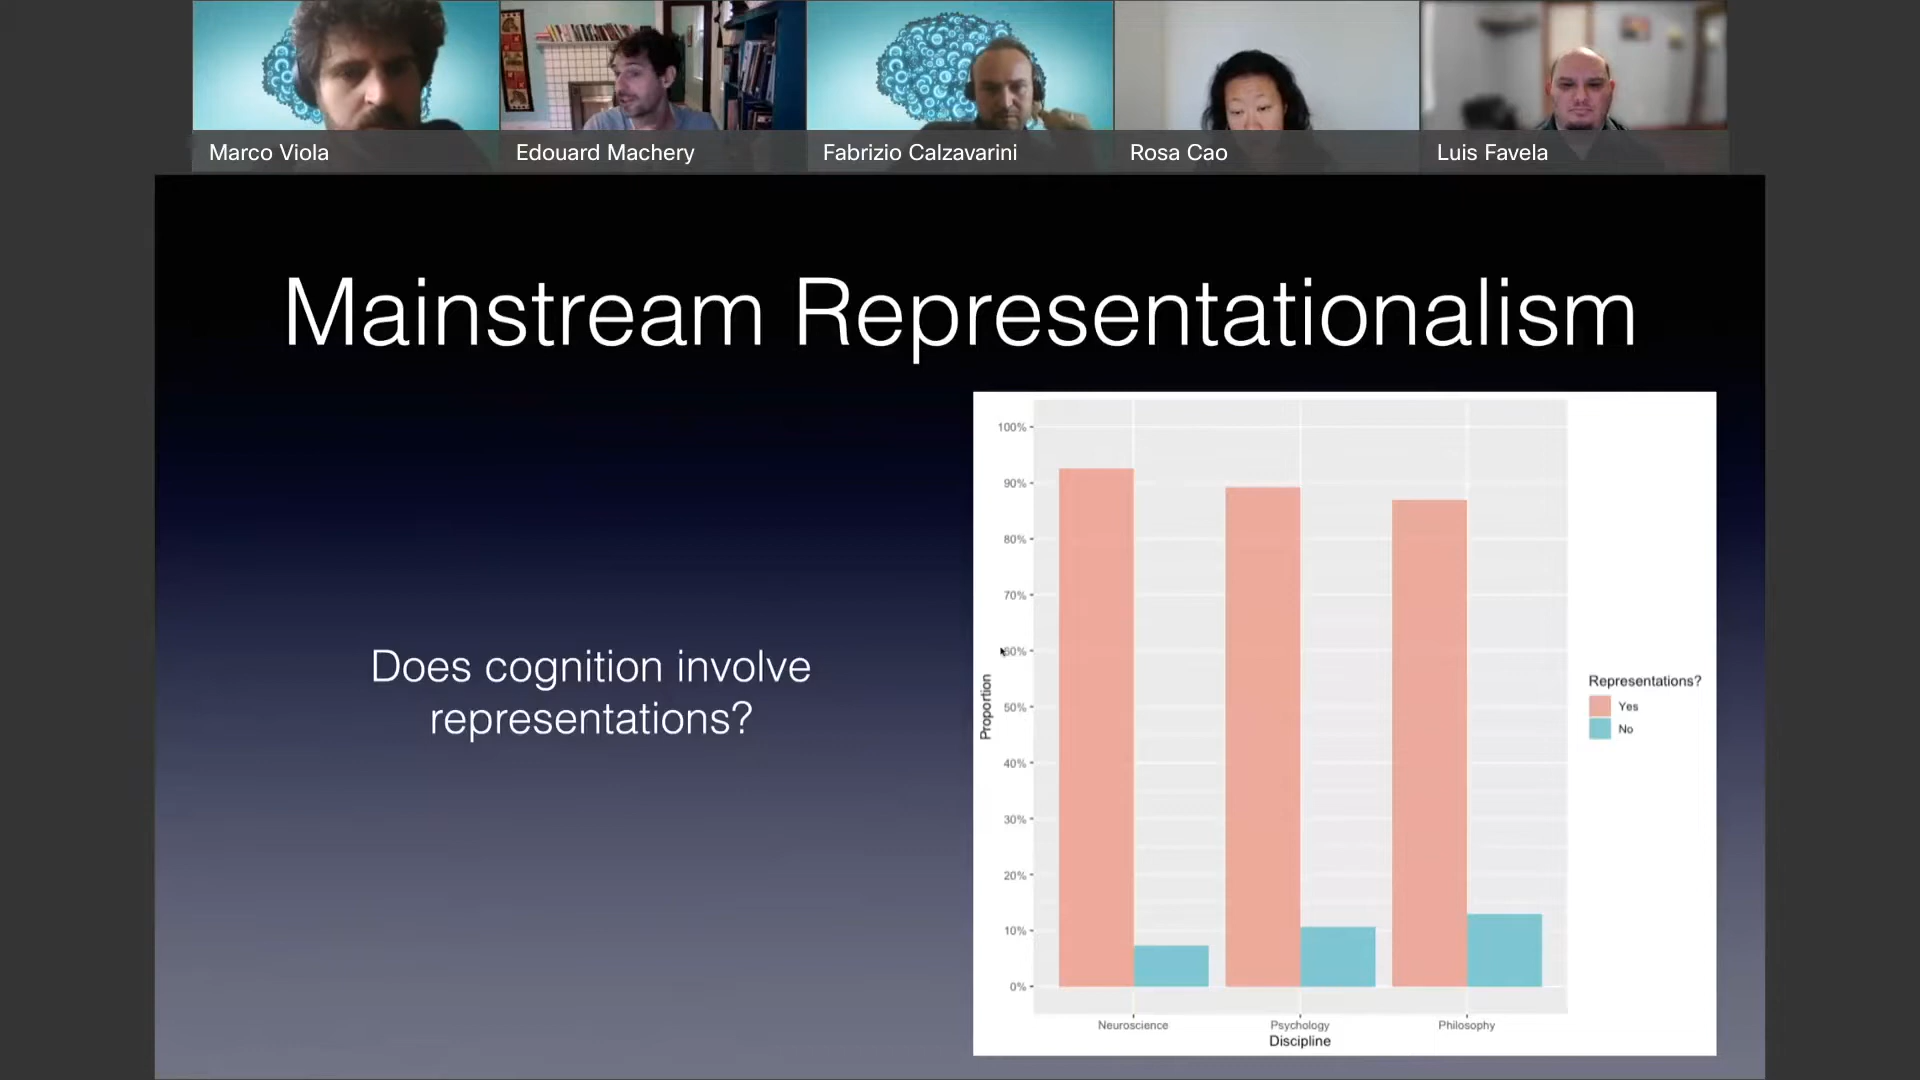 Marco Viola
Edouard Machery
Fabrizio Calzavarini
Rosa Cao
Luis Favela
Mainstream Representationalism
Does cognition involve
representations?
100%
90%
80%
70%
60%
50%
40%
30%
20%
10%
0%
Proportion
Neuroscience
Psychology
Philosophy
Discipline
Representations?
Yes
No